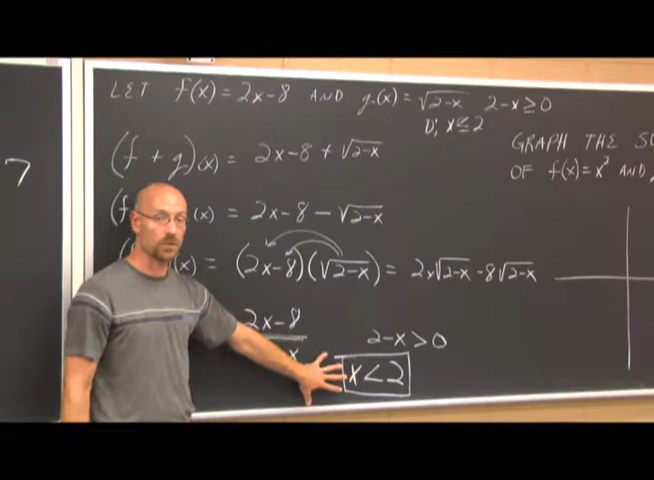 7
LET f(x) = 2x-8 AND g(x) = √2-x 2-x ≥ 0
D: x ≤ 2
(f + g)(x) = 2x-8 + √2-x
(f (x) = 2x-8 - √2-x
(x) = (2x-8)(√2-x) = 2x√2-x - 8√2-x
2x-8
x
2-x > 0
x < 2
GRAPH THE
OF f(x) = x² AND